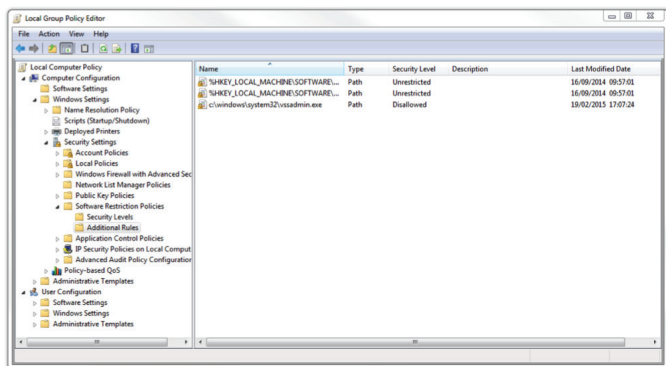 Local Group Policy Editor
File Action View Help
Local Computer Policy
Computer Configuration
Software Settings
Windows Settings
Name Resolution Policy
Scripts (Startup/Shutdown)
Deployed Printers
Security Settings
Account Policies
Local Policies
Windows Firewall with Advanced Sec
Network List Manager Policies
Public Key Policies
Software Restriction Policies
Security Levels
Additional Rules
Application Control Policies
IP Security Policies on Local Comput
Advanced Audit Policy Configuration
Policy-based QoS
Administrative Templates
User Configuration
Software Settings
Windows Settings
Administrative Templates
Name Type Security Level Description Last Modified Date
%HKEY_LOCAL_MACHINE\SOFTWARE\... Path Unrestricted 16/09/2014 09:57:01
%HKEY_LOCAL_MACHINE\SOFTWARE\... Path Unrestricted 16/09/2014 09:57:01
c:\windows\system32\vssadmin.exe Path Disallowed 19/02/2015 17:07:24